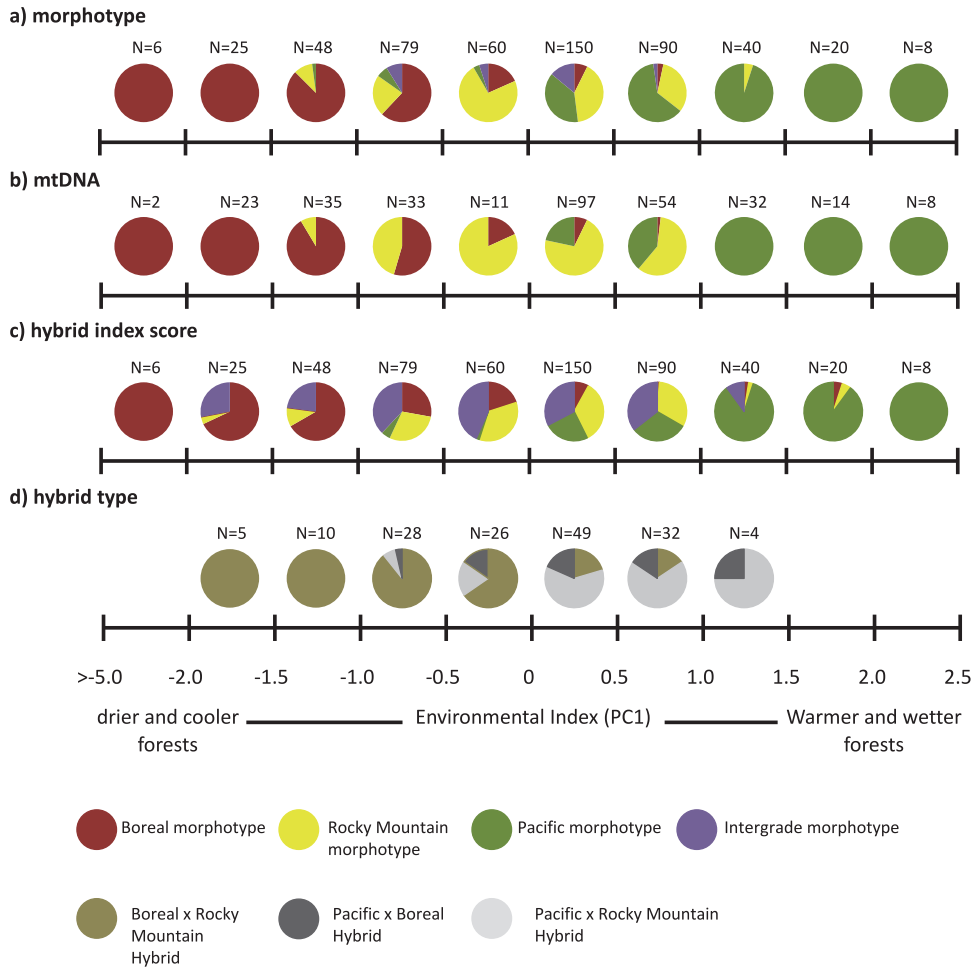 a) morphotype
N=6 N=25 N=48 N=79 N=60 N=150 N=90 N=40 N=20 N=8
b) mtDNA
N=2 N=23 N=35 N=33 N=11 N=97 N=54 N=32 N=14 N=8
c) hybrid index score
N=6 N=25 N=48 N=79 N=60 N=150 N=90 N=40 N=20 N=8
d) hybrid type
N=5 N=10 N=28 N=26 N=49 N=32 N=4
>-5.0 -2.0 -1.5 -1.0 -0.5 0 0.5 1.0 1.5 2.0 2.5
drier and cooler Environmental Index (PC1) Warmer and wetter
forests forests
Boreal morphotype Rocky Mountain Pacific morphotype Intergrade morphotype
morphotype
Boreal x Rocky Pacific x Boreal Pacific x Rocky Mountain
Mountain Hybrid Hybrid
Hybrid